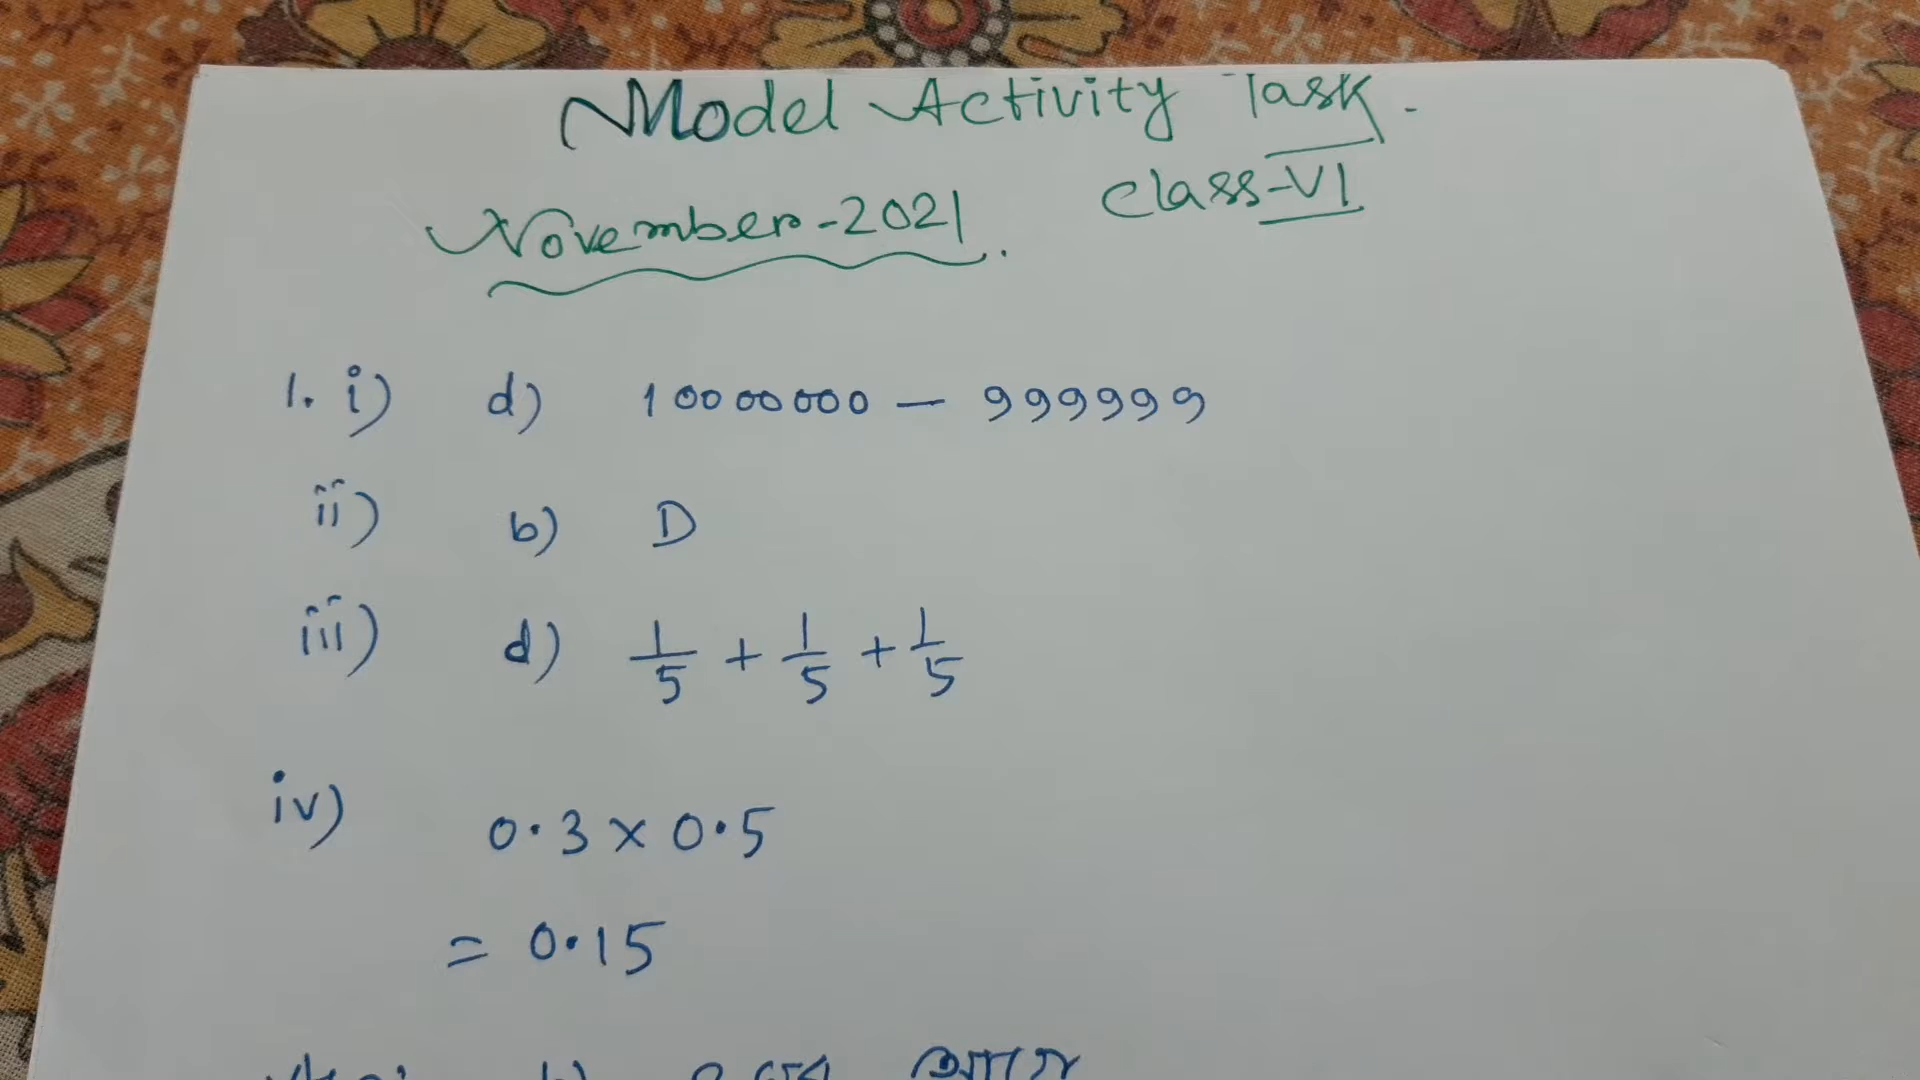 Model Activity Task.
November-2021. Class-VI
1. i) d) 10000000 — 999999
ii) b) D
iii) d) 1/5 + 1/5 + 1/5
iv) 0.3 × 0.5
= 0.15
b)